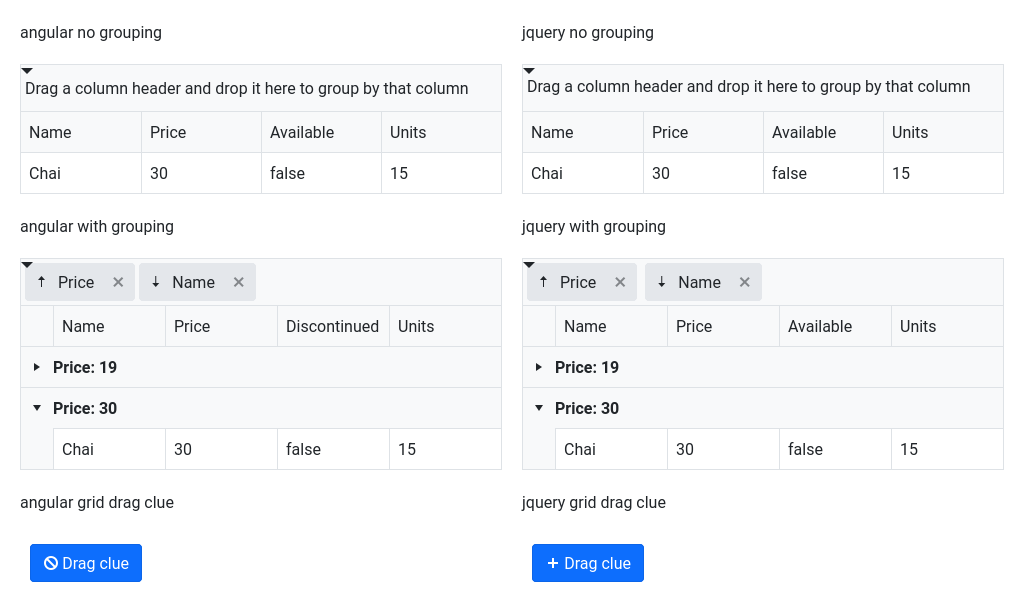 angular no grouping
jquery no grouping
Drag a column header and drop it here to group by that column
Drag a column header and drop it here to group by that column
Name Price Available Units
Name Price Available Units
Chai 30 false 15
Chai 30 false 15
angular with grouping
jquery with grouping
Price Name
Price Name
Name Price Discontinued Units
Name Price Available Units
Price: 19
Price: 19
Price: 30
Price: 30
Chai 30 false 15
Chai 30 false 15
angular grid drag clue
jquery grid drag clue
Drag clue
Drag clue